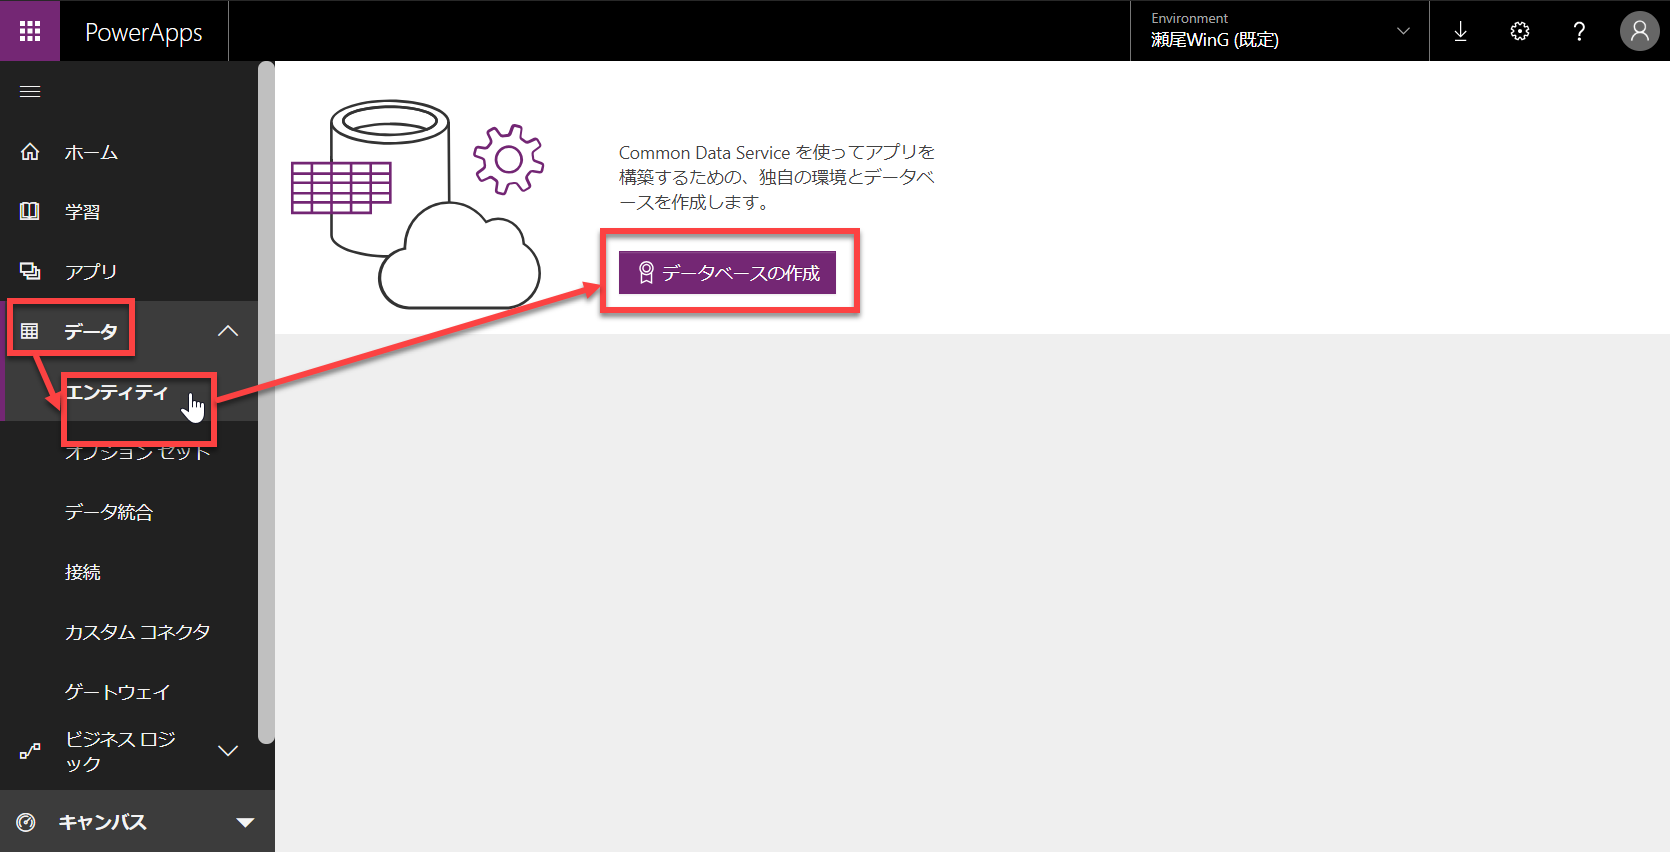 PowerApps
Environment
瀬尾WinG (既定)
?
ホーム
学習
アプリ
データ
エンティティ
オプション セット
データ統合
接続
カスタム コネクタ
ゲートウェイ
ビジネス ロジ
ック
キャンバス
Common Data Service を使ってアプリを
構築するための、独自の環境とデータベ
ースを作成します。
データベースの作成